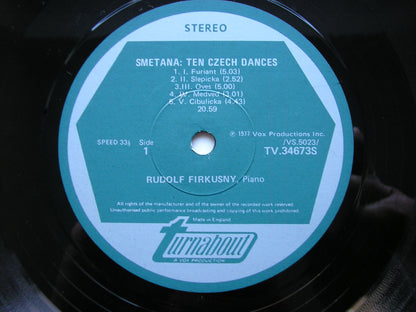 STEREO
SMETANA: TEN CZECH DANCES
1. I. Furiant (5.03)
2. II. Slepicka (2.52)
3.III. Oves (5.00)
4. IV. Medved (3.01)
5. V. Cibulicka (4.43)
20.59
SPEED 33⅓ Side
1
℗ 1977 Vox Productions Inc.
/VS.5023/
TV.34673S
RUDOLF FIRKUSNY, Piano
All rights of the manufacturer and of the owner of the recorded work reserved.
Unauthorised public performance broadcasting and copying of this work prohibited.
Made in England.
turnabout
A VOX PRODUCTION